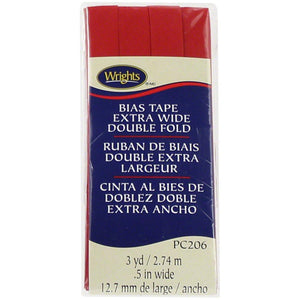 Wrights
BIAS TAPE
EXTRA WIDE
DOUBLE FOLD
RUBAN DE BIAIS
DOUBLE EXTRA
LARGEUR
CINTA AL BIES DE
DOBLEZ DOBLE
EXTRA ANCHO
PC206
3 yd / 2.74 m
.5 in wide
12.7 mm de large / ancho